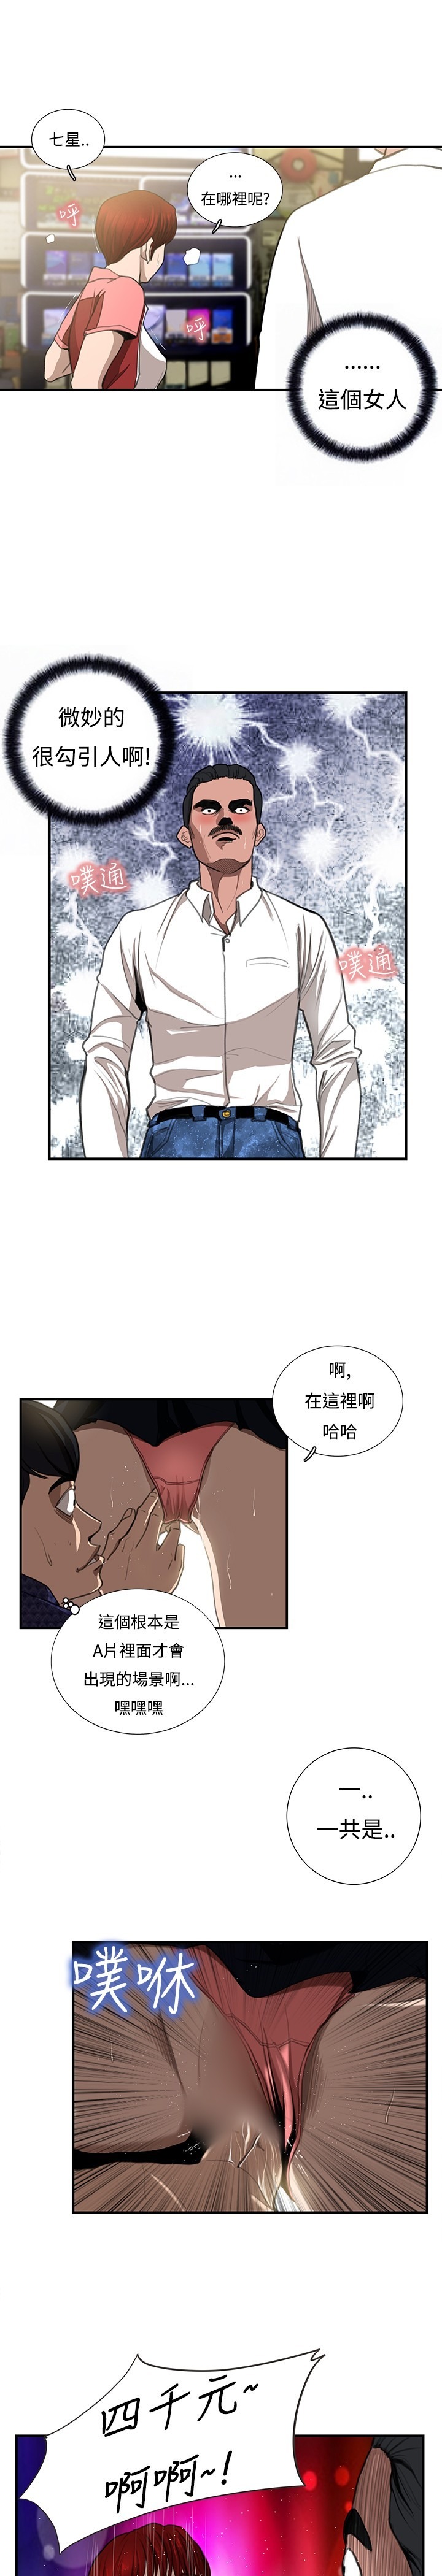 七星..
...
在哪裡呢?
呼
呼
......
這個女人
微妙的
很勾引人啊!
噗通
噗通
啊,
在這裡啊
哈哈
這個根本是
A片裡面才會
出現的場景啊...
嘿嘿嘿
一..
一共是..
噗咻
四千元~
啊啊~!